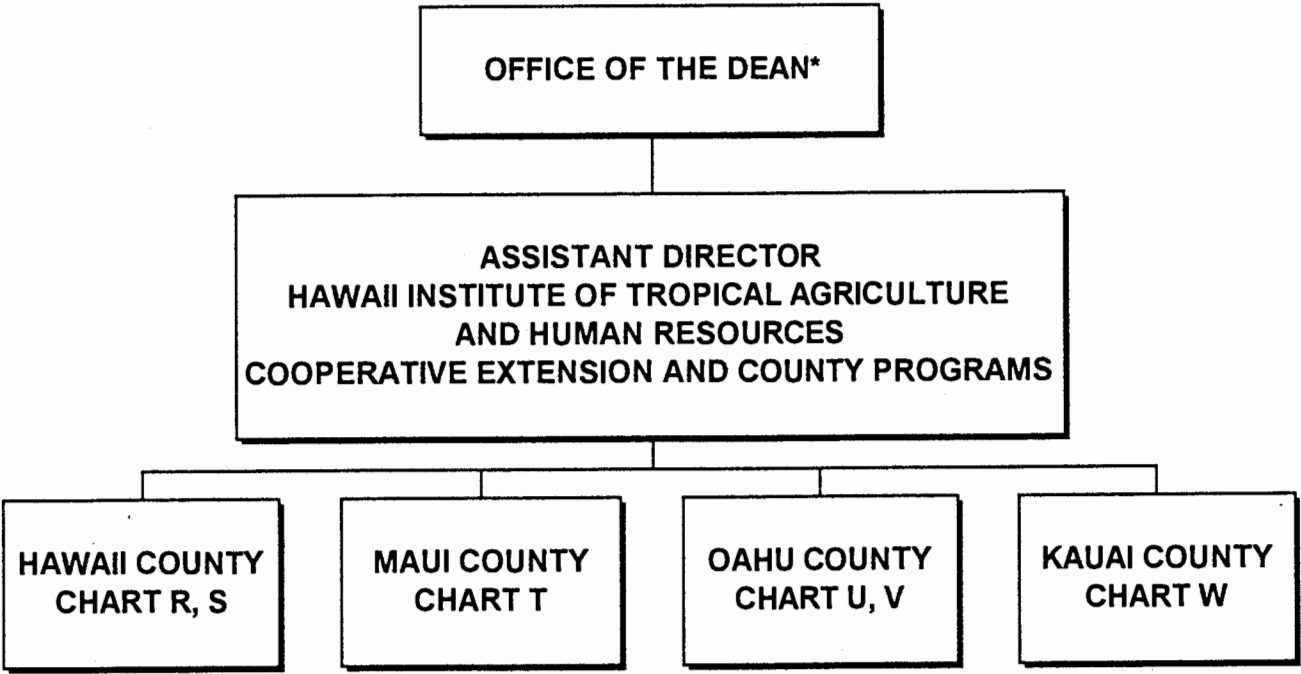 OFFICE OF THE DEAN*
ASSISTANT DIRECTOR
HAWAII INSTITUTE OF TROPICAL AGRICULTURE
AND HUMAN RESOURCES
COOPERATIVE EXTENSION AND COUNTY PROGRAMS
HAWAII COUNTY
CHART R, S
MAUI COUNTY
CHART T
OAHU COUNTY
CHART U, V
KAUAI COUNTY
CHART W